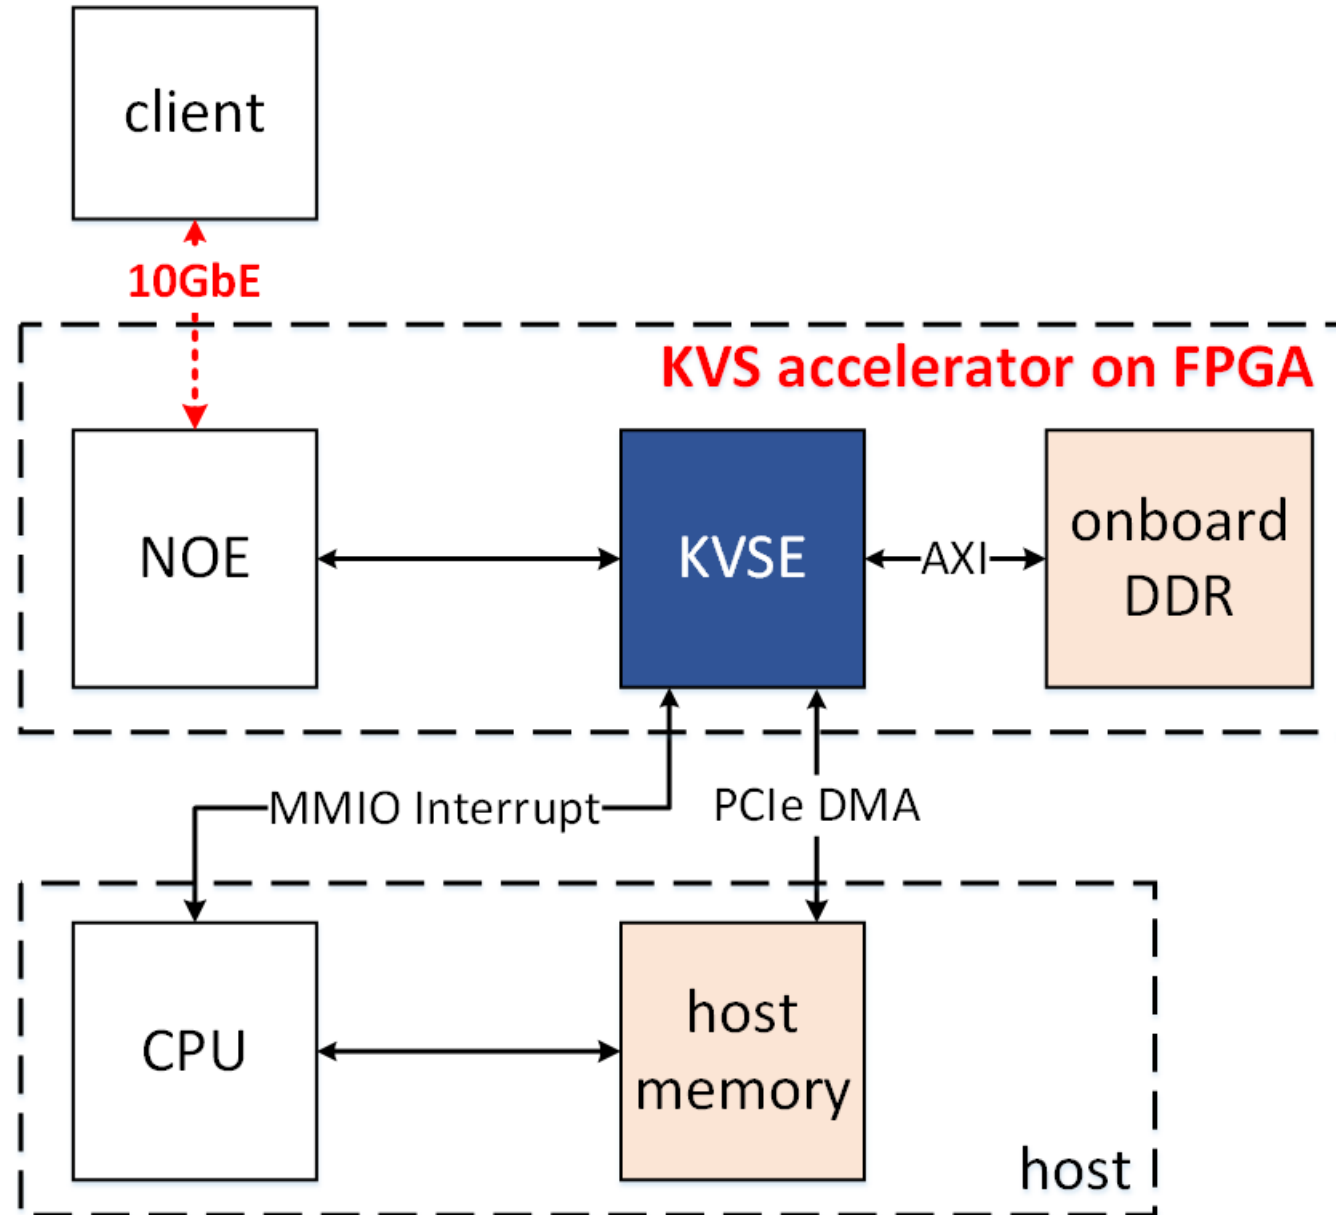 client
10GbE
KVS accelerator on FPGA
NOE
KVSE
AXI
onboard
DDR
MMIO Interrupt
PCIe DMA
CPU
host
memory
host